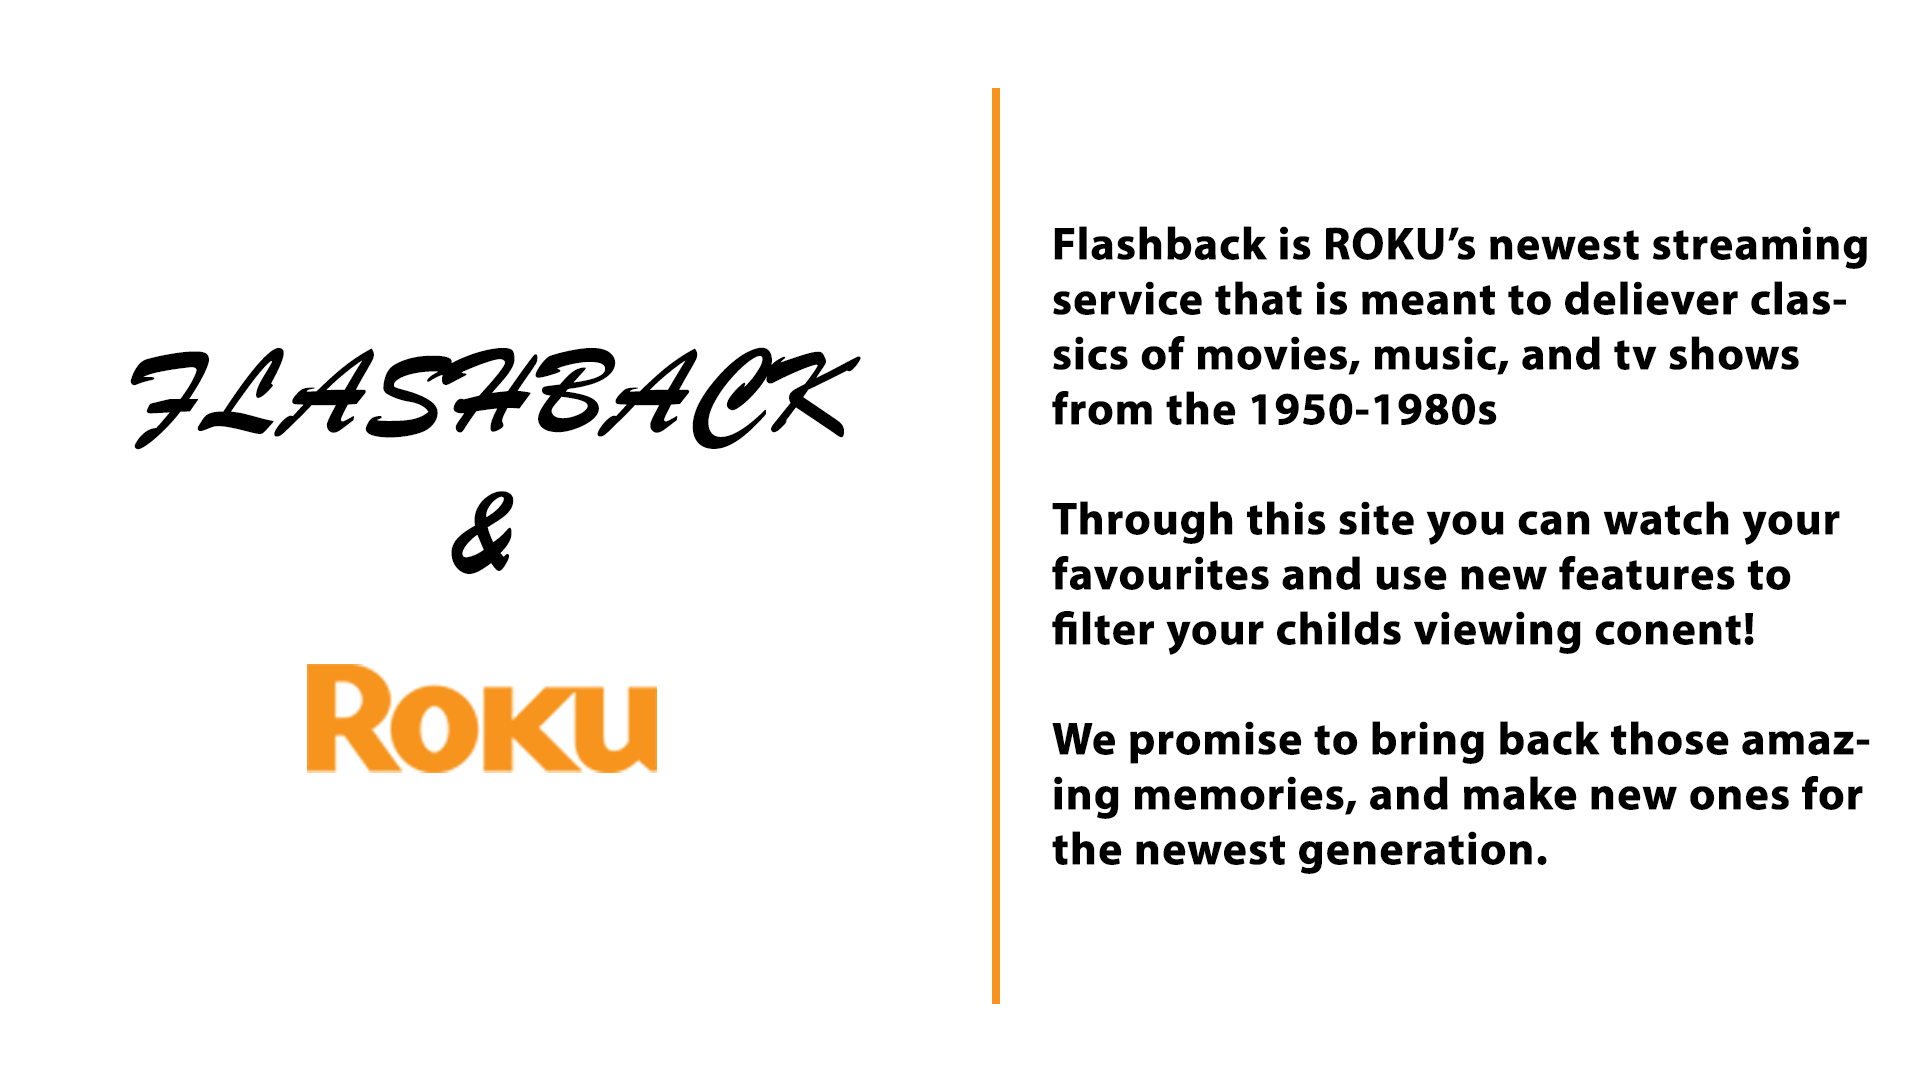 FLASHBACK
&
ROKU
Flashback is ROKU’s newest streaming
service that is meant to deliever clas-
sics of movies, music, and tv shows
from the 1950-1980s
Through this site you can watch your
favourites and use new features to
filter your childs viewing conent!
We promise to bring back those amaz-
ing memories, and make new ones for
the newest generation.